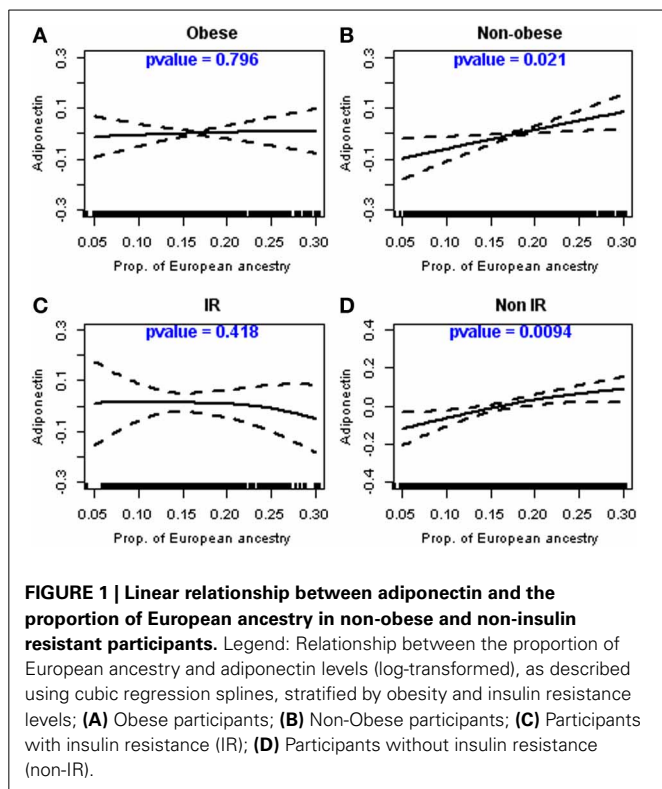 A Obese
pvalue = 0.796
Adiponectin
0.3
0.1
-0.1
-0.3
0.05 0.10 0.15 0.20 0.25 0.30
Prop. of European ancestry
B Non-obese
pvalue = 0.021
Adiponectin
0.3
0.1
-0.1
-0.3
0.05 0.10 0.15 0.20 0.25 0.30
Prop. of European ancestry
C IR
pvalue = 0.418
Adiponectin
0.3
0.1
-0.1
-0.3
0.05 0.10 0.15 0.20 0.25 0.30
Prop. of European ancestry
D Non IR
pvalue = 0.0094
Adiponectin
0.4
0.2
0.0
-0.2
-0.4
0.05 0.10 0.15 0.20 0.25 0.30
Prop. of European ancestry
FIGURE 1 | Linear relationship between adiponectin and the
proportion of European ancestry in non-obese and non-insulin
resistant participants. Legend: Relationship between the proportion of
European ancestry and adiponectin levels (log-transformed), as described
using cubic regression splines, stratified by obesity and insulin resistance
levels; (A) Obese participants; (B) Non-Obese participants; (C) Participants
with insulin resistance (IR); (D) Participants without insulin resistance
(non-IR).